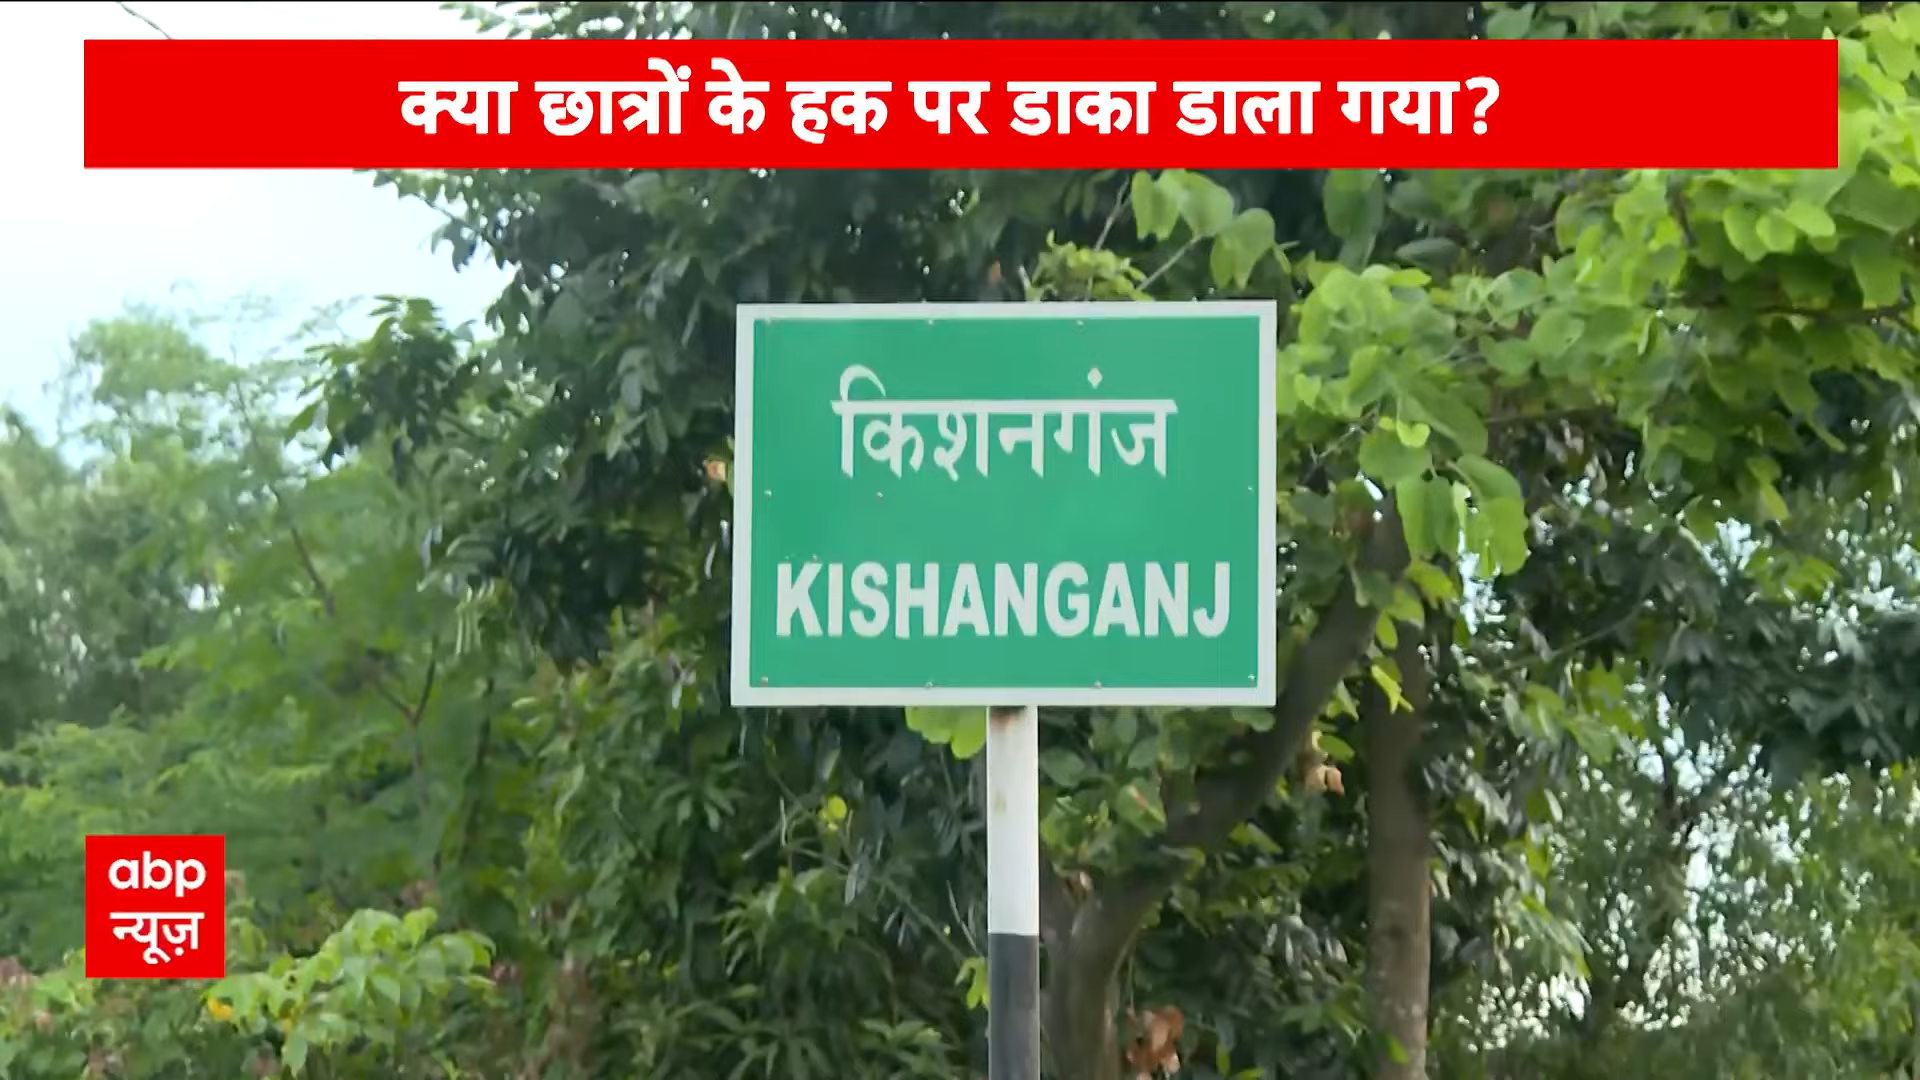 क्या छात्रों के हक पर डाका डाला गया?
किशनगंज
KISHANGANJ
abp
न्यूज़